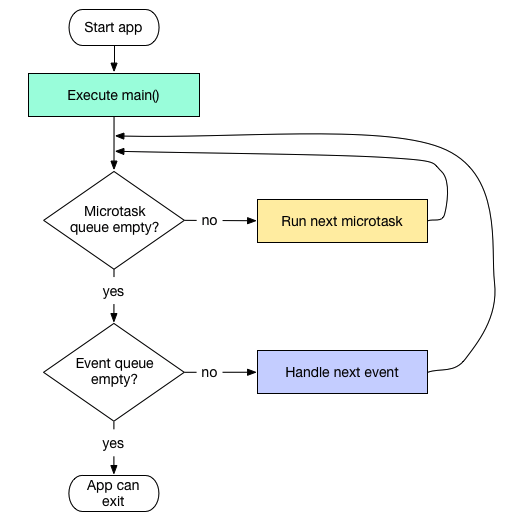 Start app
Execute main()
Microtask
queue empty?
no
Run next microtask
yes
Event queue
empty?
no
Handle next event
yes
App can
exit